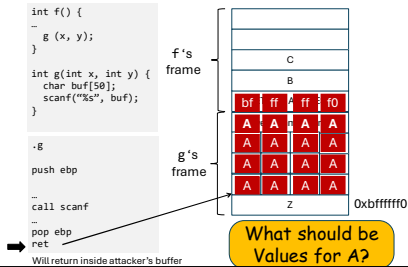 int f() {
…
g (x, y);
}
int g(int x, int y) {
char buf[50];
scanf("%s", buf);
}
.g
push ebp
…
call scanf
…
pop ebp
ret
Will return inside attacker's buffer
f's
frame
g's
frame
C
B
bf ff ff f0
A A A A
A A A A
A A A A
A A A A
Z
0xbffffff0
What should be
Values for A?